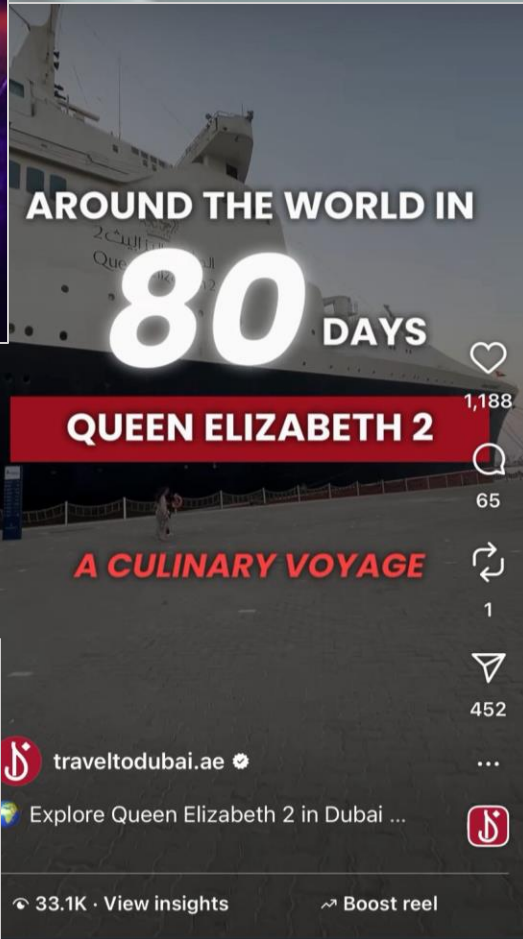 AROUND THE WORLD IN
80 DAYS
QUEEN ELIZABETH 2
A CULINARY VOYAGE
1,188
65
1
452
traveltodubai.ae
Explore Queen Elizabeth 2 in Dubai ...
33.1K · View insights
Boost reel